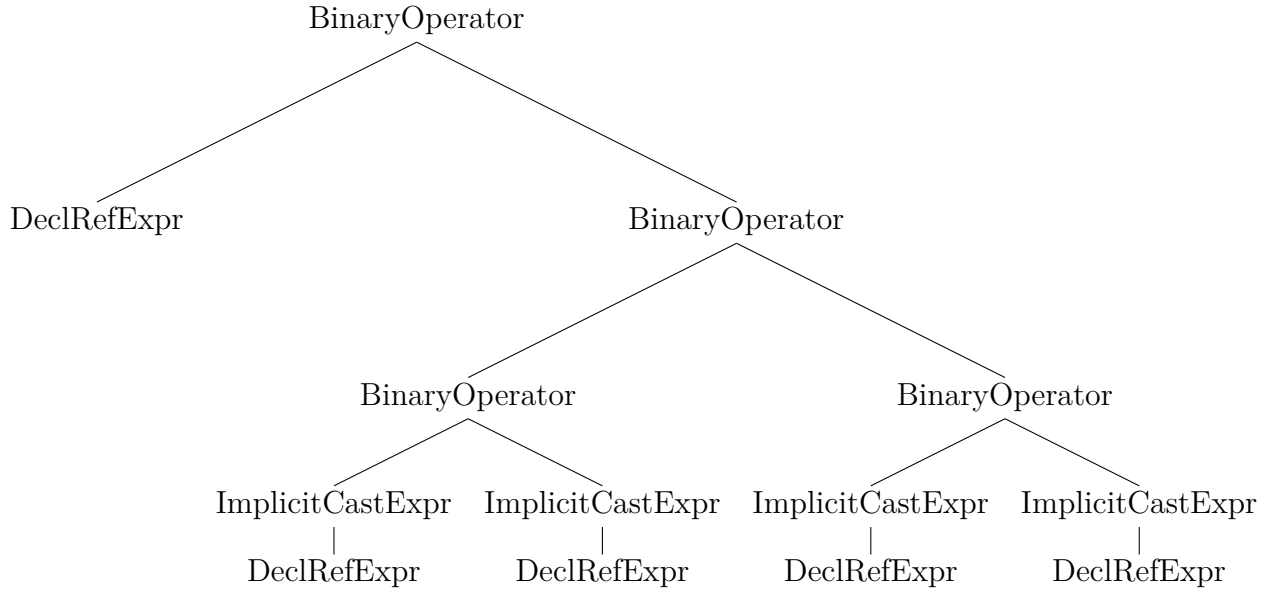 BinaryOperator
DeclRefExpr BinaryOperator
BinaryOperator BinaryOperator
ImplicitCastExpr ImplicitCastExpr ImplicitCastExpr ImplicitCastExpr
DeclRefExpr DeclRefExpr DeclRefExpr DeclRefExpr